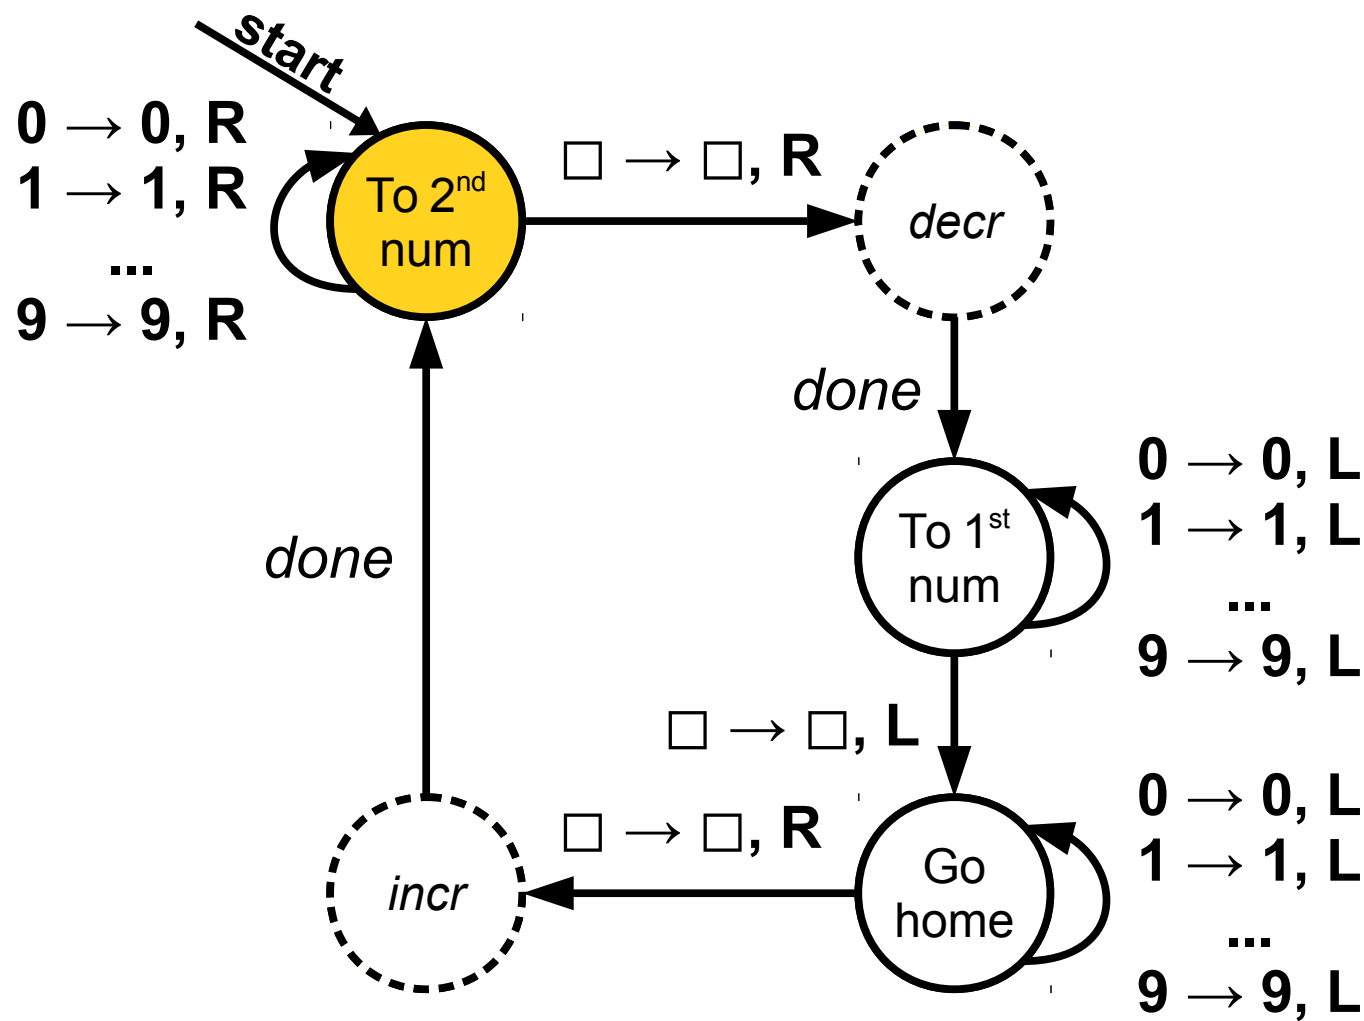 start
0 → 0, R
1 → 1, R
...
9 → 9, R
To 2nd
num
□ → □, R
decr
done
0 → 0, L
1 → 1, L
...
9 → 9, L
To 1st
num
done
□ → □, L
□ → □, R
0 → 0, L
1 → 1, L
...
9 → 9, L
Go
home
incr